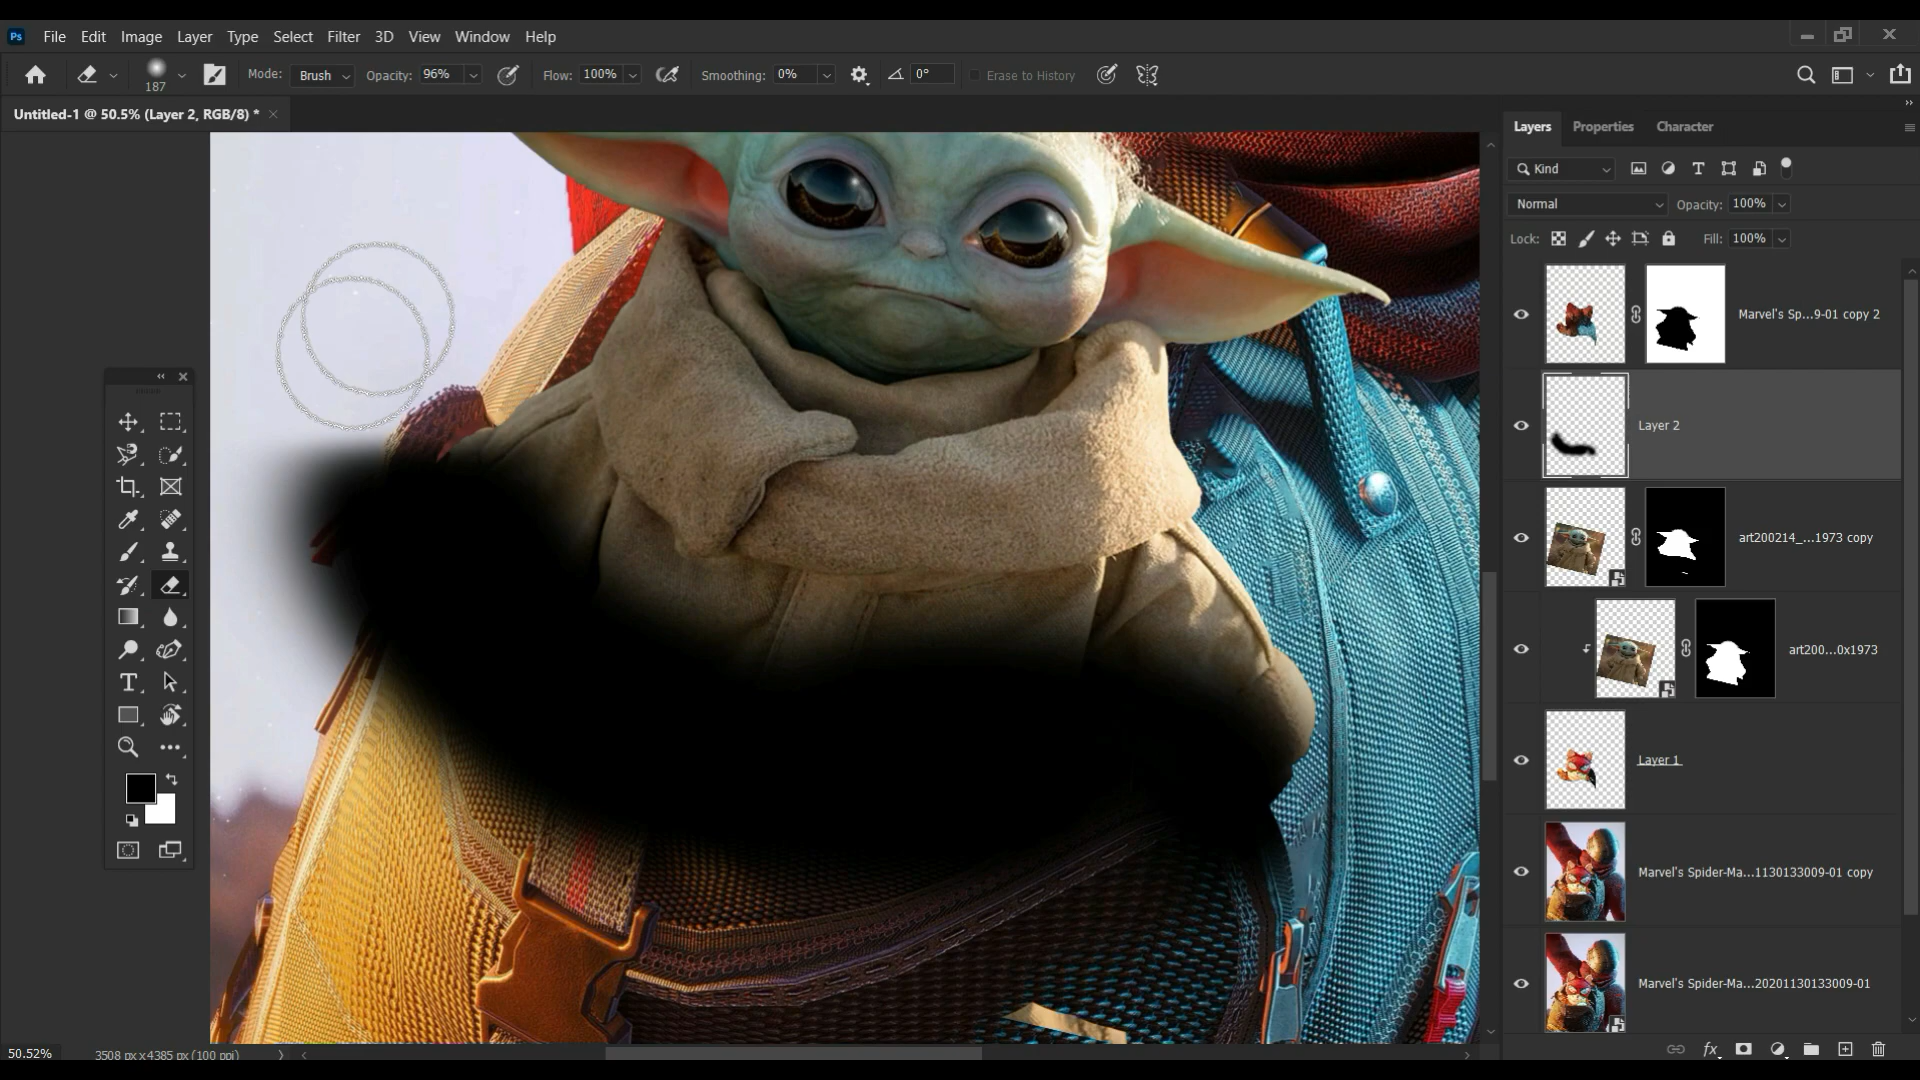 Ps File Edit Image Layer Type Select Filter 3D View Window Help
187 Mode: Brush Opacity: 96% Flow: 100% Smoothing: 0% 0° Erase to History
Untitled-1 @ 50.5% (Layer 2, RGB/8) *
Layers Properties Character
Kind
Normal Opacity: 100%
Lock: Fill: 100%
Marvel's Sp...9-01 copy 2
Layer 2
art200214_...1973 copy
art200...0x1973
Layer 1
Marvel's Spider-Ma...1130133009-01 copy
Marvel's Spider-Ma...20201130133009-01
50.52% 3508 px x 4385 px (100 ppi)
fx